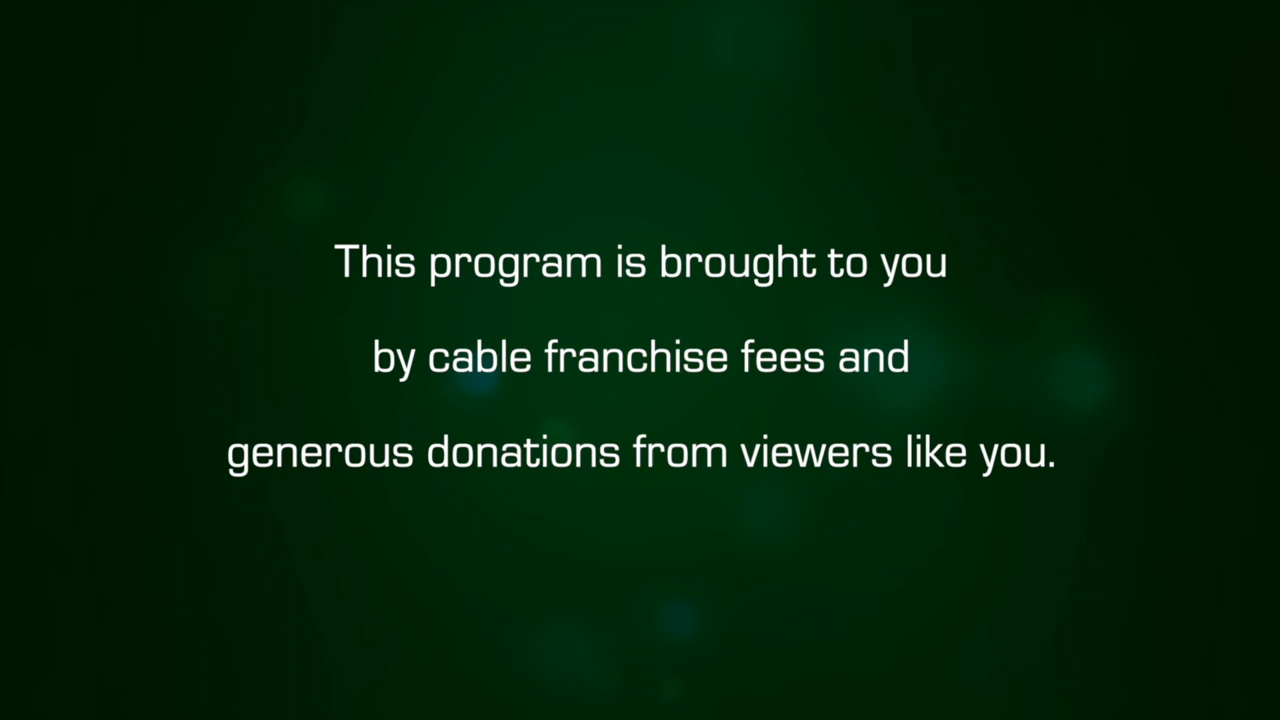 This program is brought to you
by cable franchise fees and
generous donations from viewers like you.